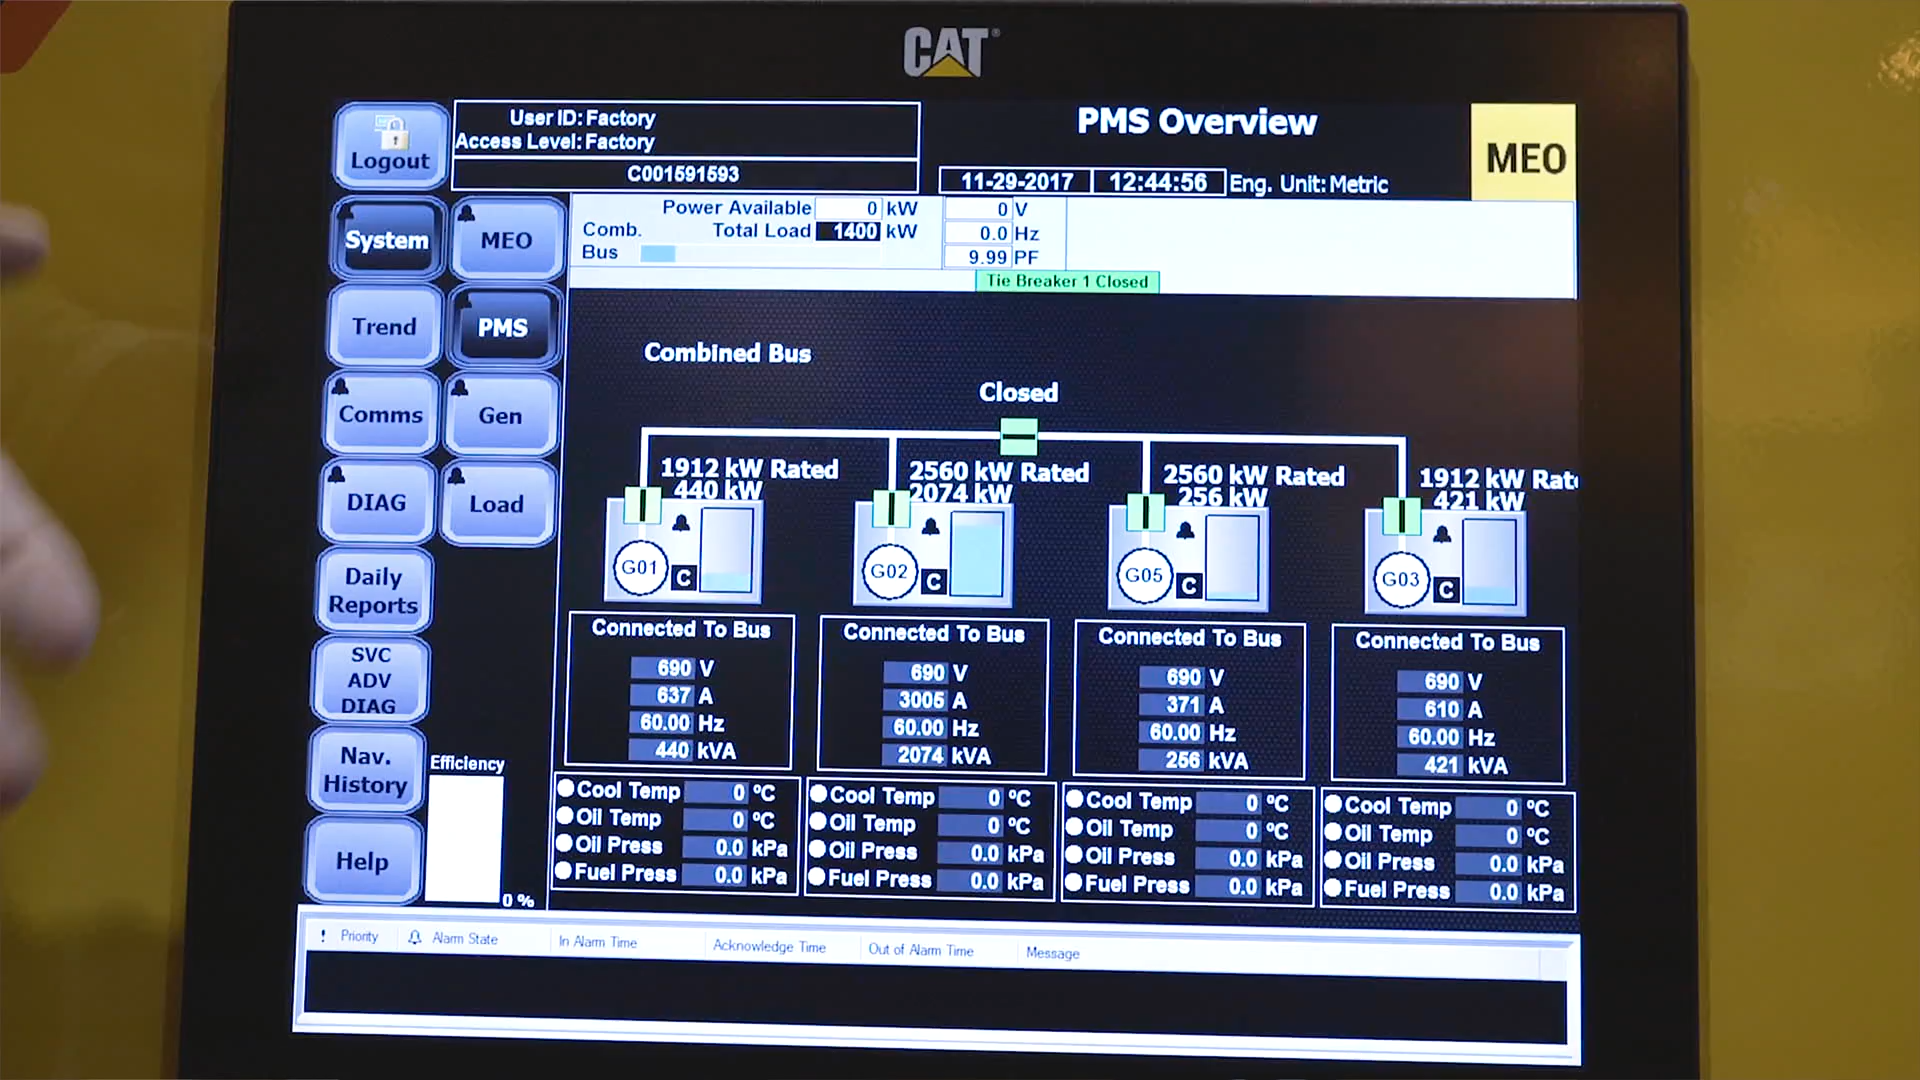 CAT®
Logout
User ID: Factory
Access Level: Factory
C001591593
PMS Overview
11-29-2017 12:44:56 Eng. Unit: Metric
MEO
System
MEO
Trend
PMS
Comms
Gen
DIAG
Load
Daily
Reports
SVC
ADV
DIAG
Nav.
History
Help
Efficiency
0 %
Power Available 0 kW
Comb.
Bus
Total Load 1400 kW
0 V
0.0 Hz
9.99 PF
Tie Breaker 1 Closed
Combined Bus
Closed
1912 kW Rated
440 kW
G01
C
Connected To Bus
690 V
637 A
60.00 Hz
440 kVA
Cool Temp 0 ºC
Oil Temp 0 ºC
Oil Press 0.0 kPa
Fuel Press 0.0 kPa
2560 kW Rated
2074 kW
G02
C
Connected To Bus
690 V
3005 A
60.00 Hz
2074 kVA
Cool Temp 0 ºC
Oil Temp 0 ºC
Oil Press 0.0 kPa
Fuel Press 0.0 kPa
2560 kW Rated
256 kW
G05
C
Connected To Bus
690 V
371 A
60.00 Hz
256 kVA
Cool Temp 0 ºC
Oil Temp 0 ºC
Oil Press 0.0 kPa
Fuel Press 0.0 kPa
1912 kW Rat
421 kW
G03
C
Connected To Bus
690 V
610 A
60.00 Hz
421 kVA
Cool Temp 0 ºC
Oil Temp 0 ºC
Oil Press 0.0 kPa
Fuel Press 0.0 kPa
! Priority Alarm State In Alarm Time Acknowledge Time Out of Alarm Time Message